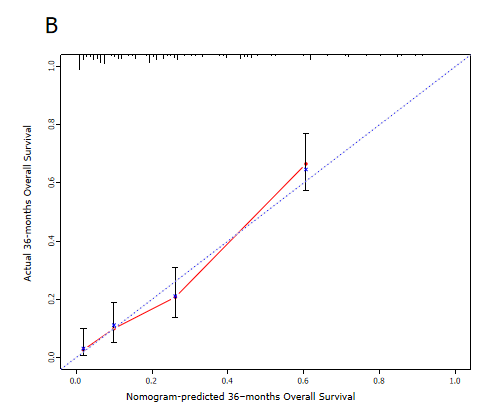 B
Actual 36-months Overall Survival
1.0
0.8
0.6
0.4
0.2
0.0
0.0 0.2 0.4 0.6 0.8 1.0
Nomogram-predicted 36-months Overall Survival